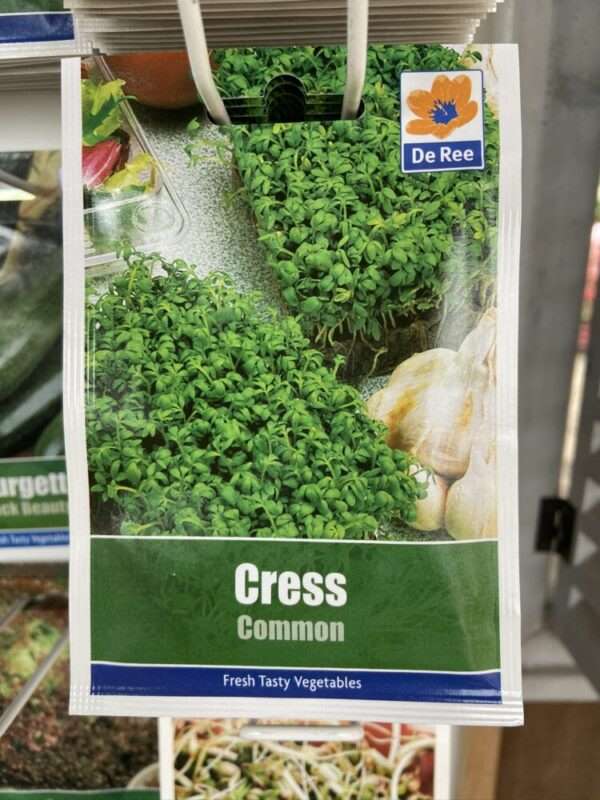 De Ree
Cress
Common
Fresh Tasty Vegetables